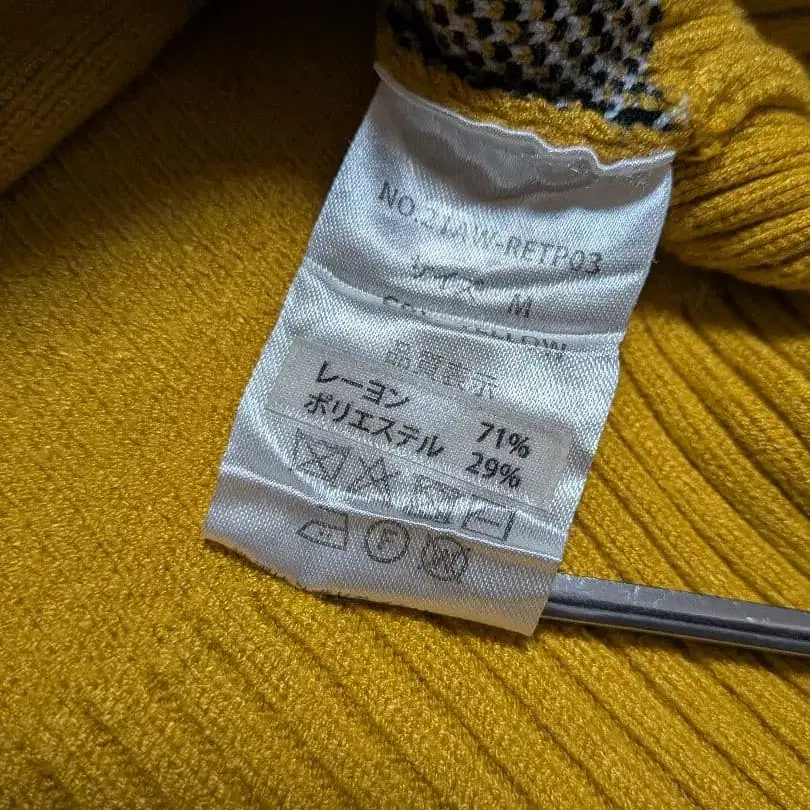 NO.21AW-RETP03
サイズ M
品質表示
レーヨン 71%
ポリエステル 29%
F
W